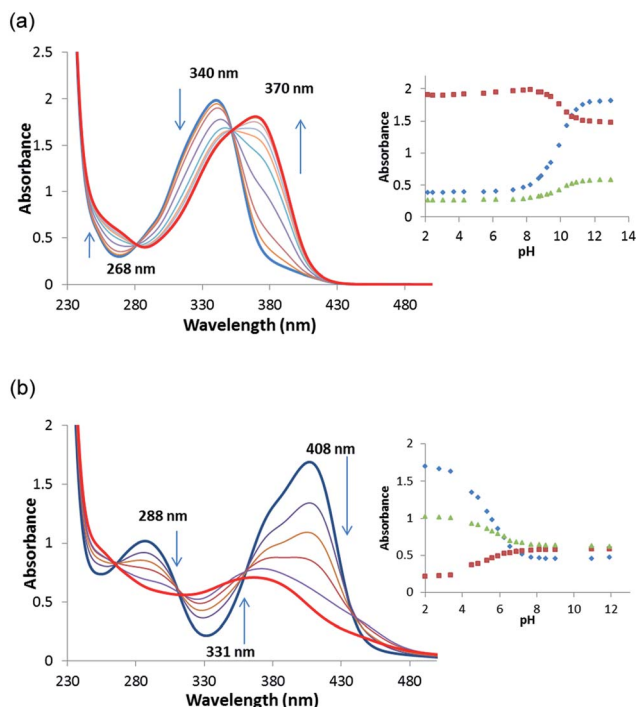 (a)
2.5
2
1.5
1
0.5
0
Absorbance
340 nm
370 nm
268 nm
230 280 330 380 430 480
Wavelength (nm)
2.5
2
1.5
1
0.5
0
Absorbance
2 4 6 8 10 12 14
pH
(b)
2
1.5
1
0.5
0
Absorbance
288 nm
408 nm
331 nm
230 280 330 380 430 480
Wavelength (nm)
2
1.5
1
0.5
0
Absorbance
2 4 6 8 10 12
pH